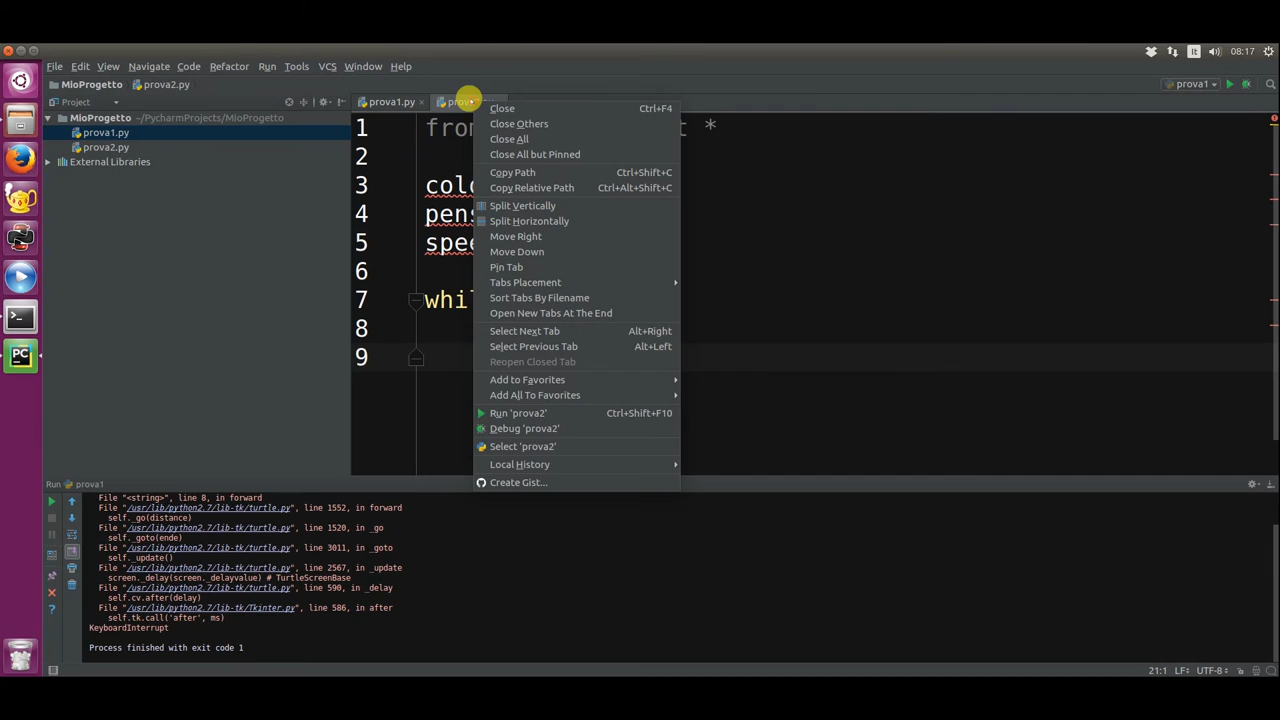 It
08:17
File Edit View Navigate Code Refactor Run Tools VCS Window Help
MioProgetto prova2.py
prova1
Project
prova1.py
MioProgetto ~/PycharmProjects/MioProgetto
prova1.py
prova2.py
External Libraries
1
2
3
4
5
6
7
8
9
*
Close Ctrl+F4
Close Others
Close All
Close All but Pinned
Copy Path Ctrl+Shift+C
Copy Relative Path Ctrl+Alt+Shift+C
Split Vertically
Split Horizontally
Move Right
Move Down
Pin Tab
Tabs Placement
Sort Tabs By Filename
Open New Tabs At The End
Select Next Tab Alt+Right
Select Previous Tab Alt+Left
Reopen Closed Tab
Add to Favorites
Add All To Favorites
Run 'prova2' Ctrl+Shift+F10
Debug 'prova2'
Select 'prova2'
Local History
Create Gist...
PC
Run prova1
File "<string>", line 8, in forward
File "/usr/lib/python2.7/lib-tk/turtle.py", line 1552, in forward
self._go(distance)
File "/usr/lib/python2.7/lib-tk/turtle.py", line 1520, in _go
self._goto(ende)
File "/usr/lib/python2.7/lib-tk/turtle.py", line 3011, in _goto
self._update()
File "/usr/lib/python2.7/lib-tk/turtle.py", line 2567, in _update
screen._delay(screen._delayvalue) # TurtleScreenBase
File "/usr/lib/python2.7/lib-tk/turtle.py", line 590, in _delay
self.cv.after(delay)
File "/usr/lib/python2.7/lib-tk/Tkinter.py", line 586, in after
self.tk.call('after', ms)
KeyboardInterrupt
Process finished with exit code 1
21:1 LF UTF-8